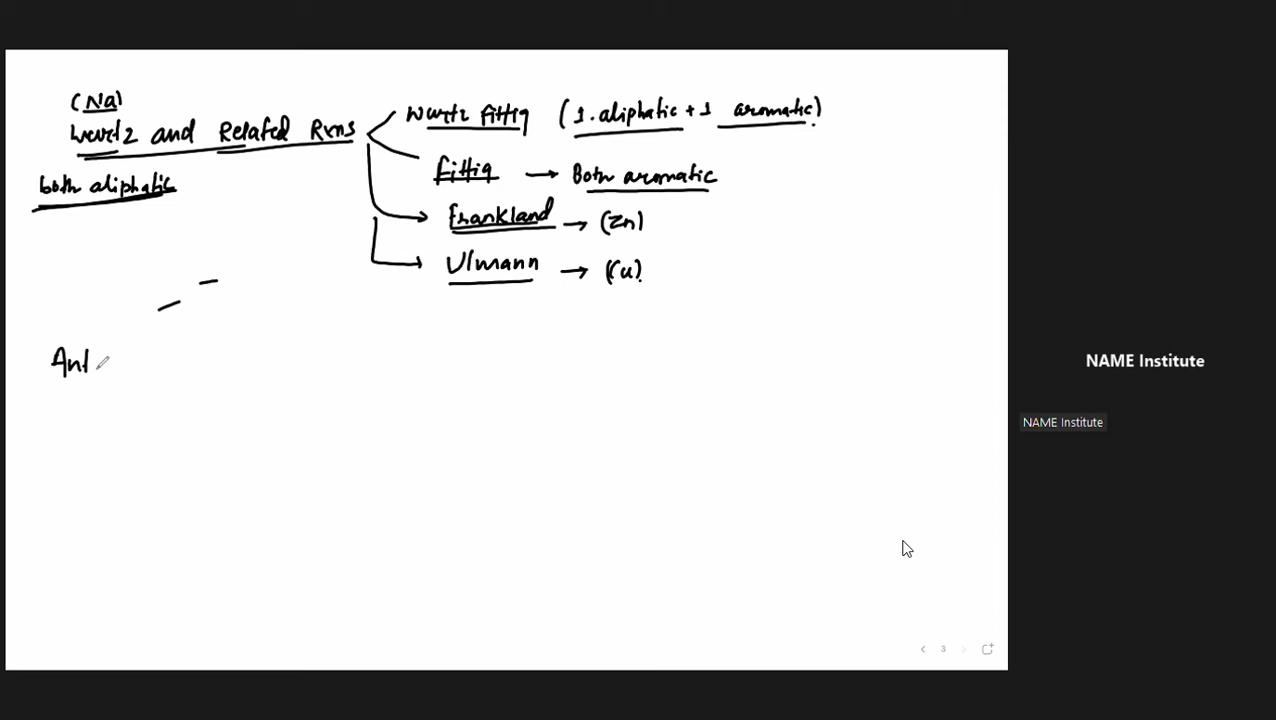 (Na)
Wurtz and Related Rxns
both aliphatic
Wurtz fittig (1. aliphatic + 1 aromatic)
fittig → Both aromatic
Frankland → (Zn)
Ulmann → (Cu)
Ant
NAME Institute
NAME Institute
3